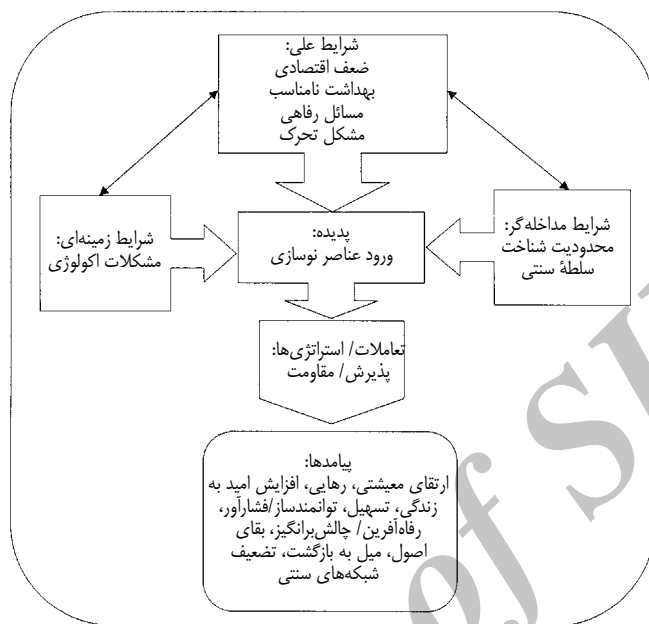 شرایط علی:
ضعف اقتصادی
بهداشت نامناسب
مسائل رفاهی
مشکل تحرک
شرایط مداخله‌گر:
محدودیت شناخت
سلطهٔ سنتی
پدیده:
ورود عناصر نوسازی
شرایط زمینه‌ای:
مشکلات اکولوژی
تعاملات/ استراتژی‌ها:
پذیرش/ مقاومت
پیامدها:
ارتقای معیشتی، رهایی، افزایش امید به
زندگی، تسهیل، توانمندساز/فشارآور،
رفاه‌آفرین/ چالش‌برانگیز، بقای
اصول، میل به بازگشت، تضعیف
شبکه‌های سنتی
of